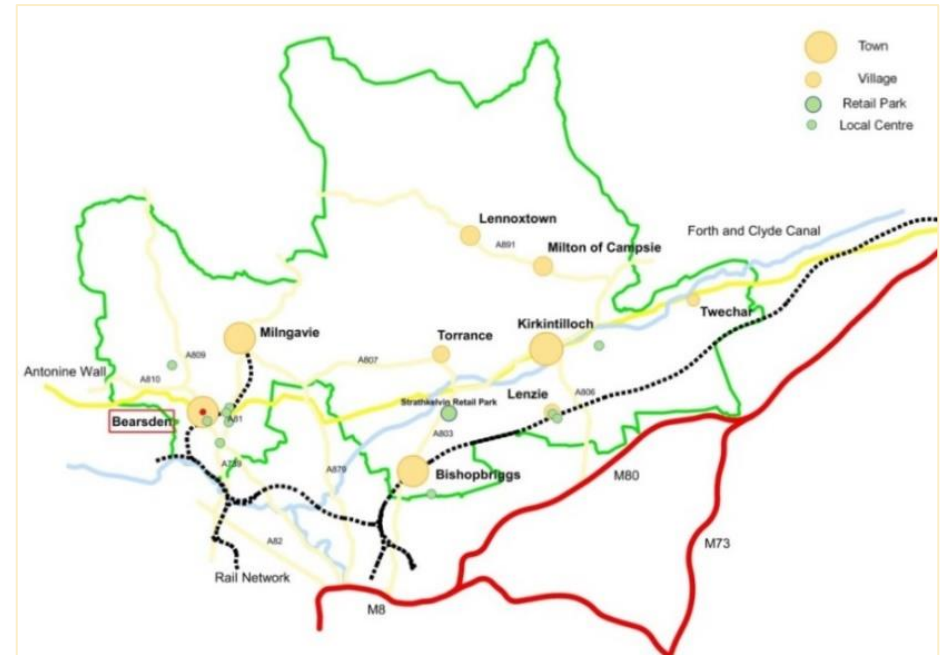 Town
Village
Retail Park
Local Centre
Lennoxtown
A891
Milton of Campsie
Forth and Clyde Canal
Twechar
Kirkintilloch
Milngavie
Torrance
A809
A807
Antonine Wall
A810
Lenzie
A806
Strathkelvin Retail Park
Bearsden
A81
A803
A739
A879
Bishopbriggs
M80
A82
M73
Rail Network
M8